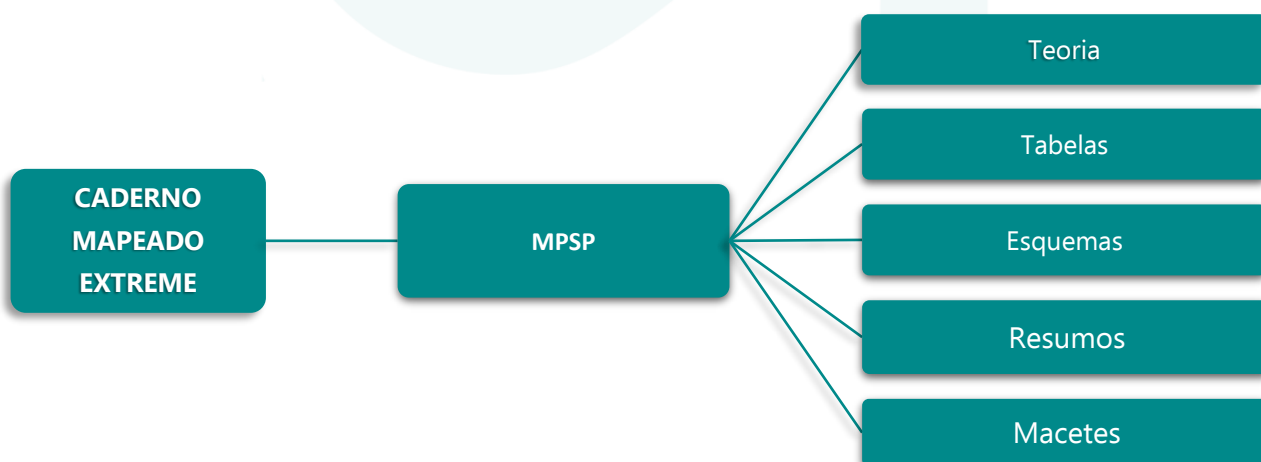 CADERNO
MAPEADO
EXTREME
MPSP
Teoria
Tabelas
Esquemas
Resumos
Macetes